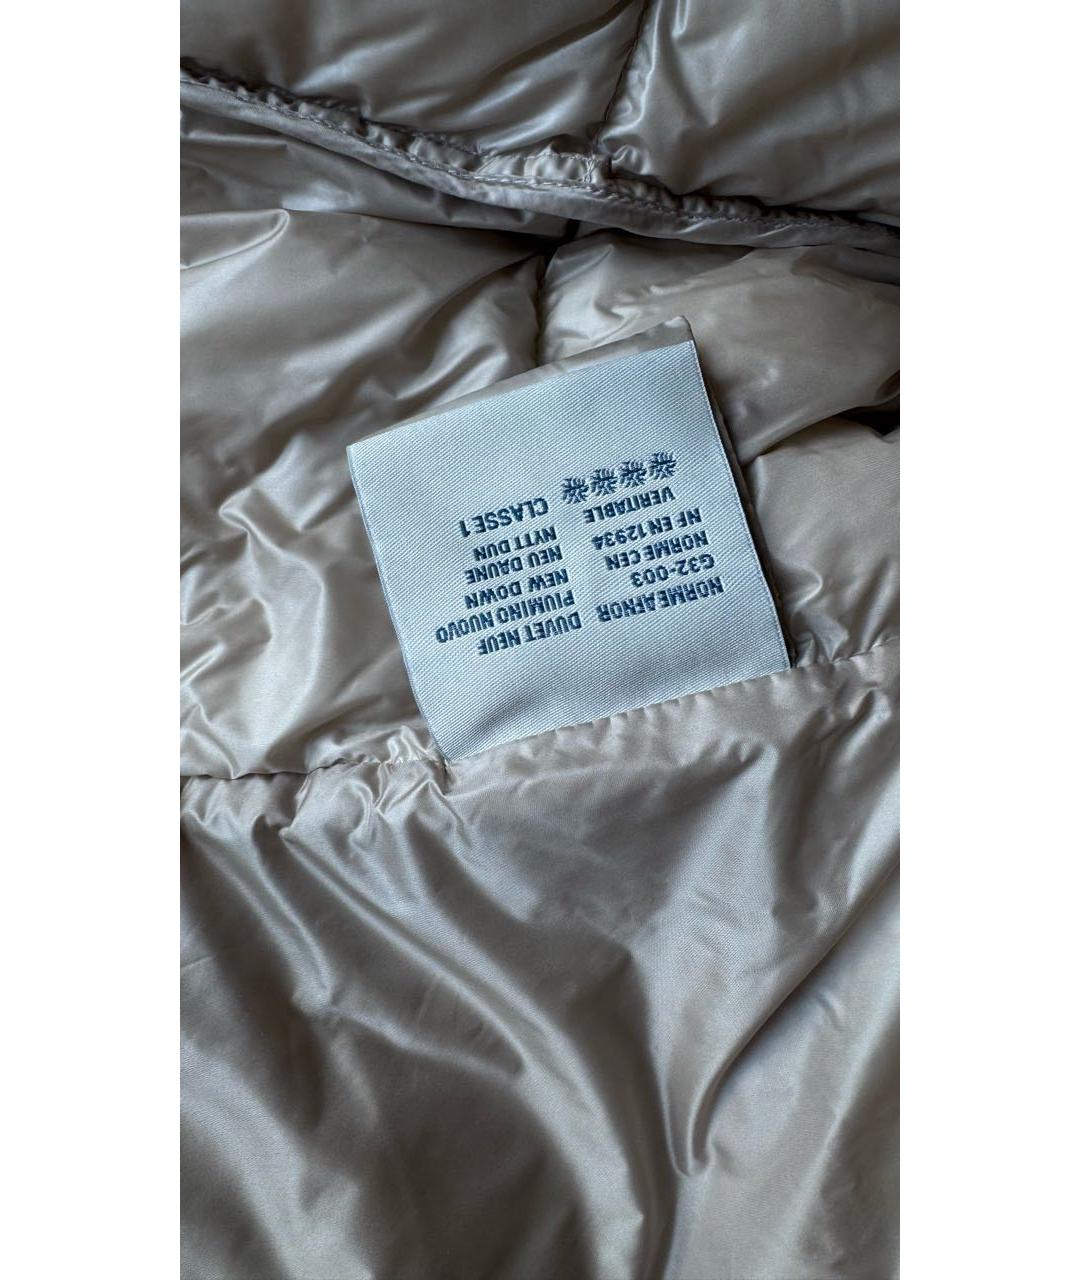 NORME AFNOR
G32-003
NORME CEN
NF EN 12934
VERITABLE
DUVET NEUF
PIUMINO NUOVO
NEW DOWN
NEU DAUNE
NYTT DUN
CLASSE 1